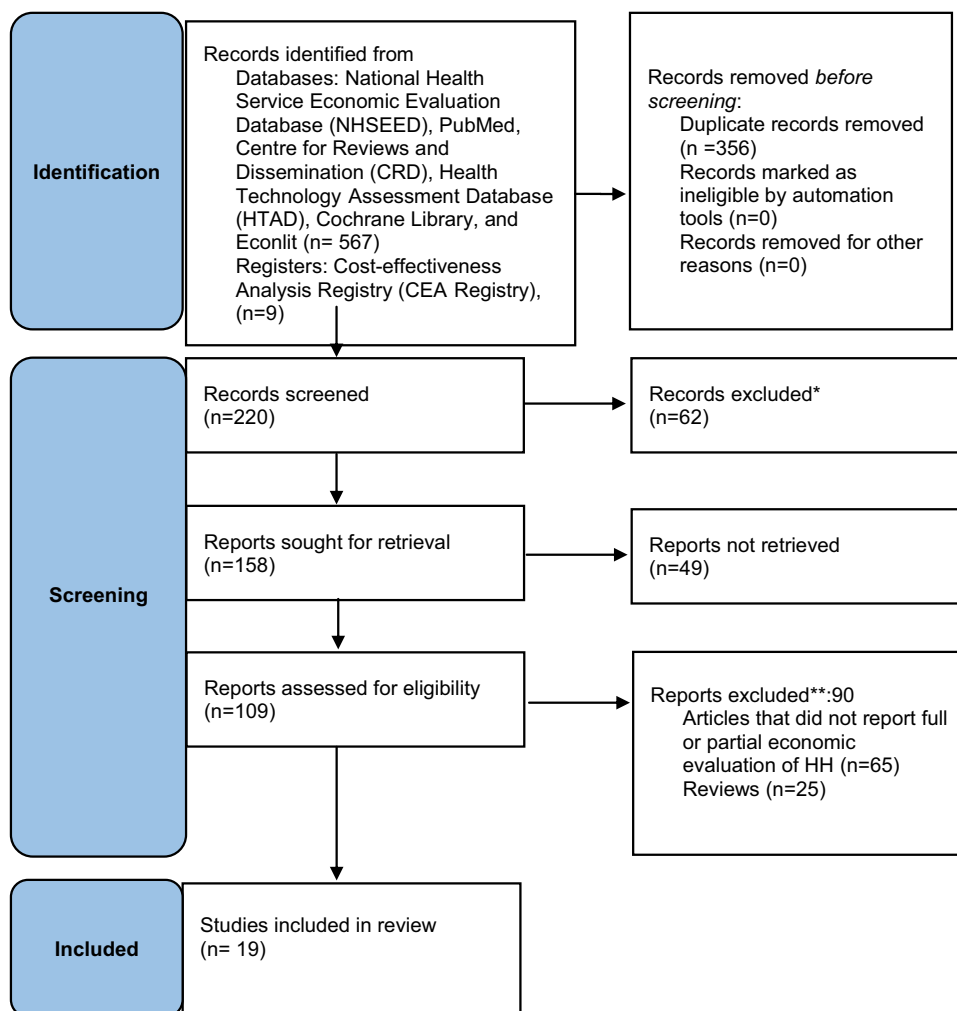 Identification
Records identified from
Databases: National Health
Service Economic Evaluation
Database (NHSEED), PubMed,
Centre for Reviews and
Dissemination (CRD), Health
Technology Assessment Database
(HTAD), Cochrane Library, and
Econlit (n= 567)
Registers: Cost-effectiveness
Analysis Registry (CEA Registry),
(n=9)
Records removed before
screening:
Duplicate records removed
(n =356)
Records marked as
ineligible by automation
tools (n=0)
Records removed for other
reasons (n=0)
Screening
Records screened
(n=220)
Records excluded*
(n=62)
Reports sought for retrieval
(n=158)
Reports not retrieved
(n=49)
Reports assessed for eligibility
(n=109)
Reports excluded**:90
Articles that did not report full
or partial economic
evaluation of HH (n=65)
Reviews (n=25)
Included
Studies included in review
(n= 19)